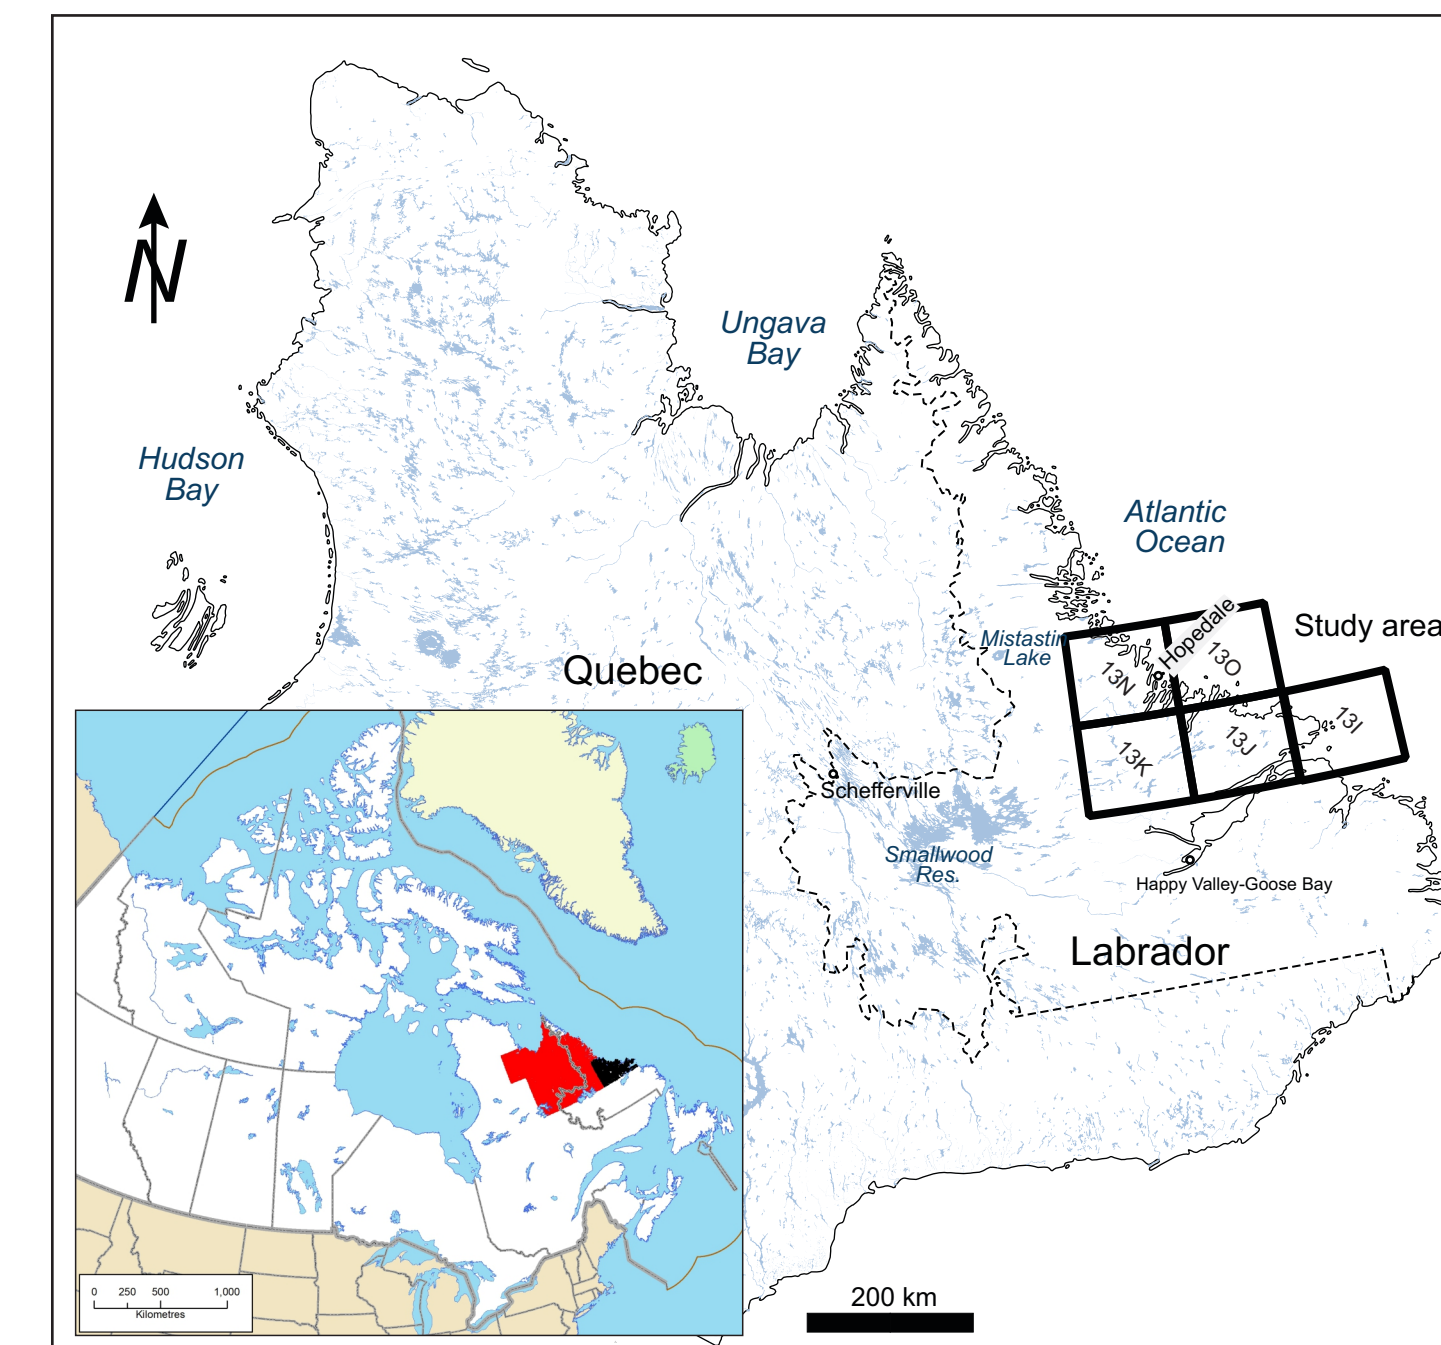 N
Ungava
Bay
Hudson
Bay
Atlantic
Ocean
Study area
Hopedale
13O
13N
Mistastin
Lake
Quebec
13I
13J
13K
Schefferville
Smallwood
Res.
Happy Valley-Goose Bay
Labrador
0 250 500 1,000
Kilometres
200 km